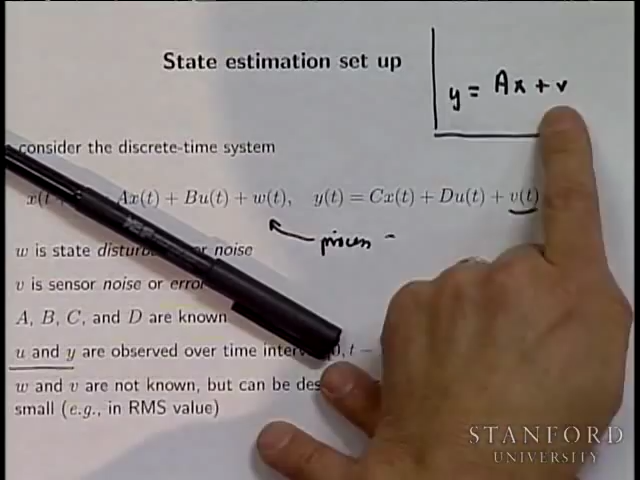 State estimation set up
y = Ax + v
consider the discrete-time system
x(t Ax(t) + Bu(t) + w(t), y(t) = Cx(t) + Du(t) + v(t)
w is state noise
v is sensor noise or error
A, B, C, and D are known
u and y are observed over time t −
w and v are not known, but can be
small (e.g., in RMS value)
STANFORD
UNIVERSITY